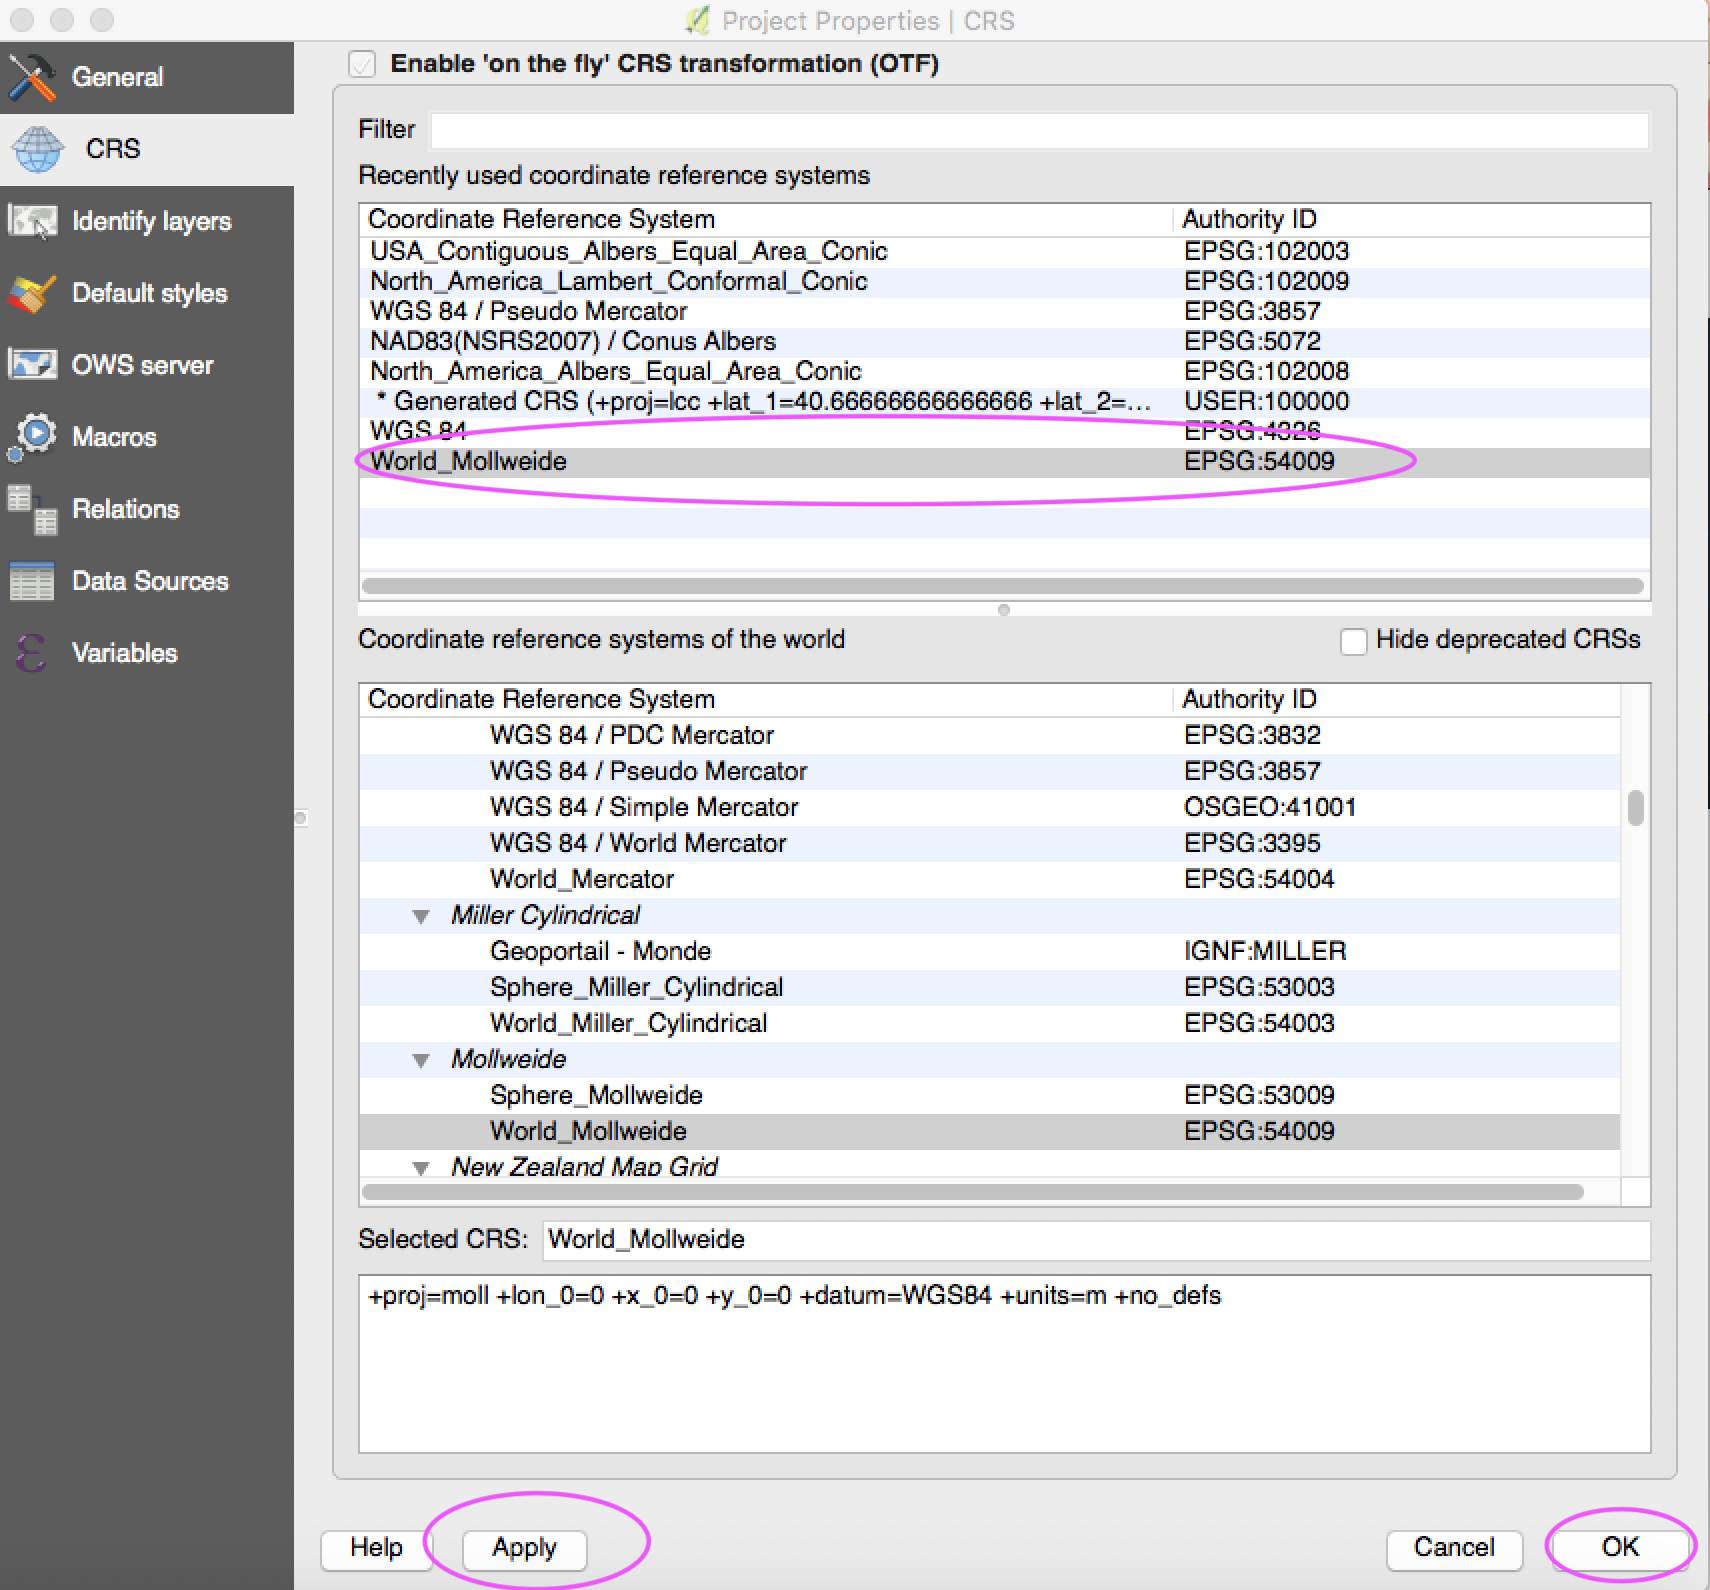 Project Properties | CRS
General
CRS
Identify layers
Default styles
OWS server
Macros
Relations
Data Sources
Variables
Enable 'on the fly' CRS transformation (OTF)
Filter
Recently used coordinate reference systems
Coordinate Reference System Authority ID
USA_Contiguous_Albers_Equal_Area_Conic EPSG:102003
North_America_Lambert_Conformal_Conic EPSG:102009
WGS 84 / Pseudo Mercator EPSG:3857
NAD83(NSRS2007) / Conus Albers EPSG:5072
North_America_Albers_Equal_Area_Conic EPSG:102008
* Generated CRS (+proj=lcc +lat_1=40.66666666666666 +lat_2=... USER:100000
WGS 84 EPSG:4326
World_Mollweide EPSG:54009
Coordinate reference systems of the world Hide deprecated CRSs
Coordinate Reference System Authority ID
WGS 84 / PDC Mercator EPSG:3832
WGS 84 / Pseudo Mercator EPSG:3857
WGS 84 / Simple Mercator OSGEO:41001
WGS 84 / World Mercator EPSG:3395
World_Mercator EPSG:54004
Miller Cylindrical
Geoportail - Monde IGNF:MILLER
Sphere_Miller_Cylindrical EPSG:53003
World_Miller_Cylindrical EPSG:54003
Mollweide
Sphere_Mollweide EPSG:53009
World_Mollweide EPSG:54009
New Zealand Map Grid
Selected CRS: World_Mollweide
+proj=moll +lon_0=0 +x_0=0 +y_0=0 +datum=WGS84 +units=m +no_defs
Help Apply Cancel OK